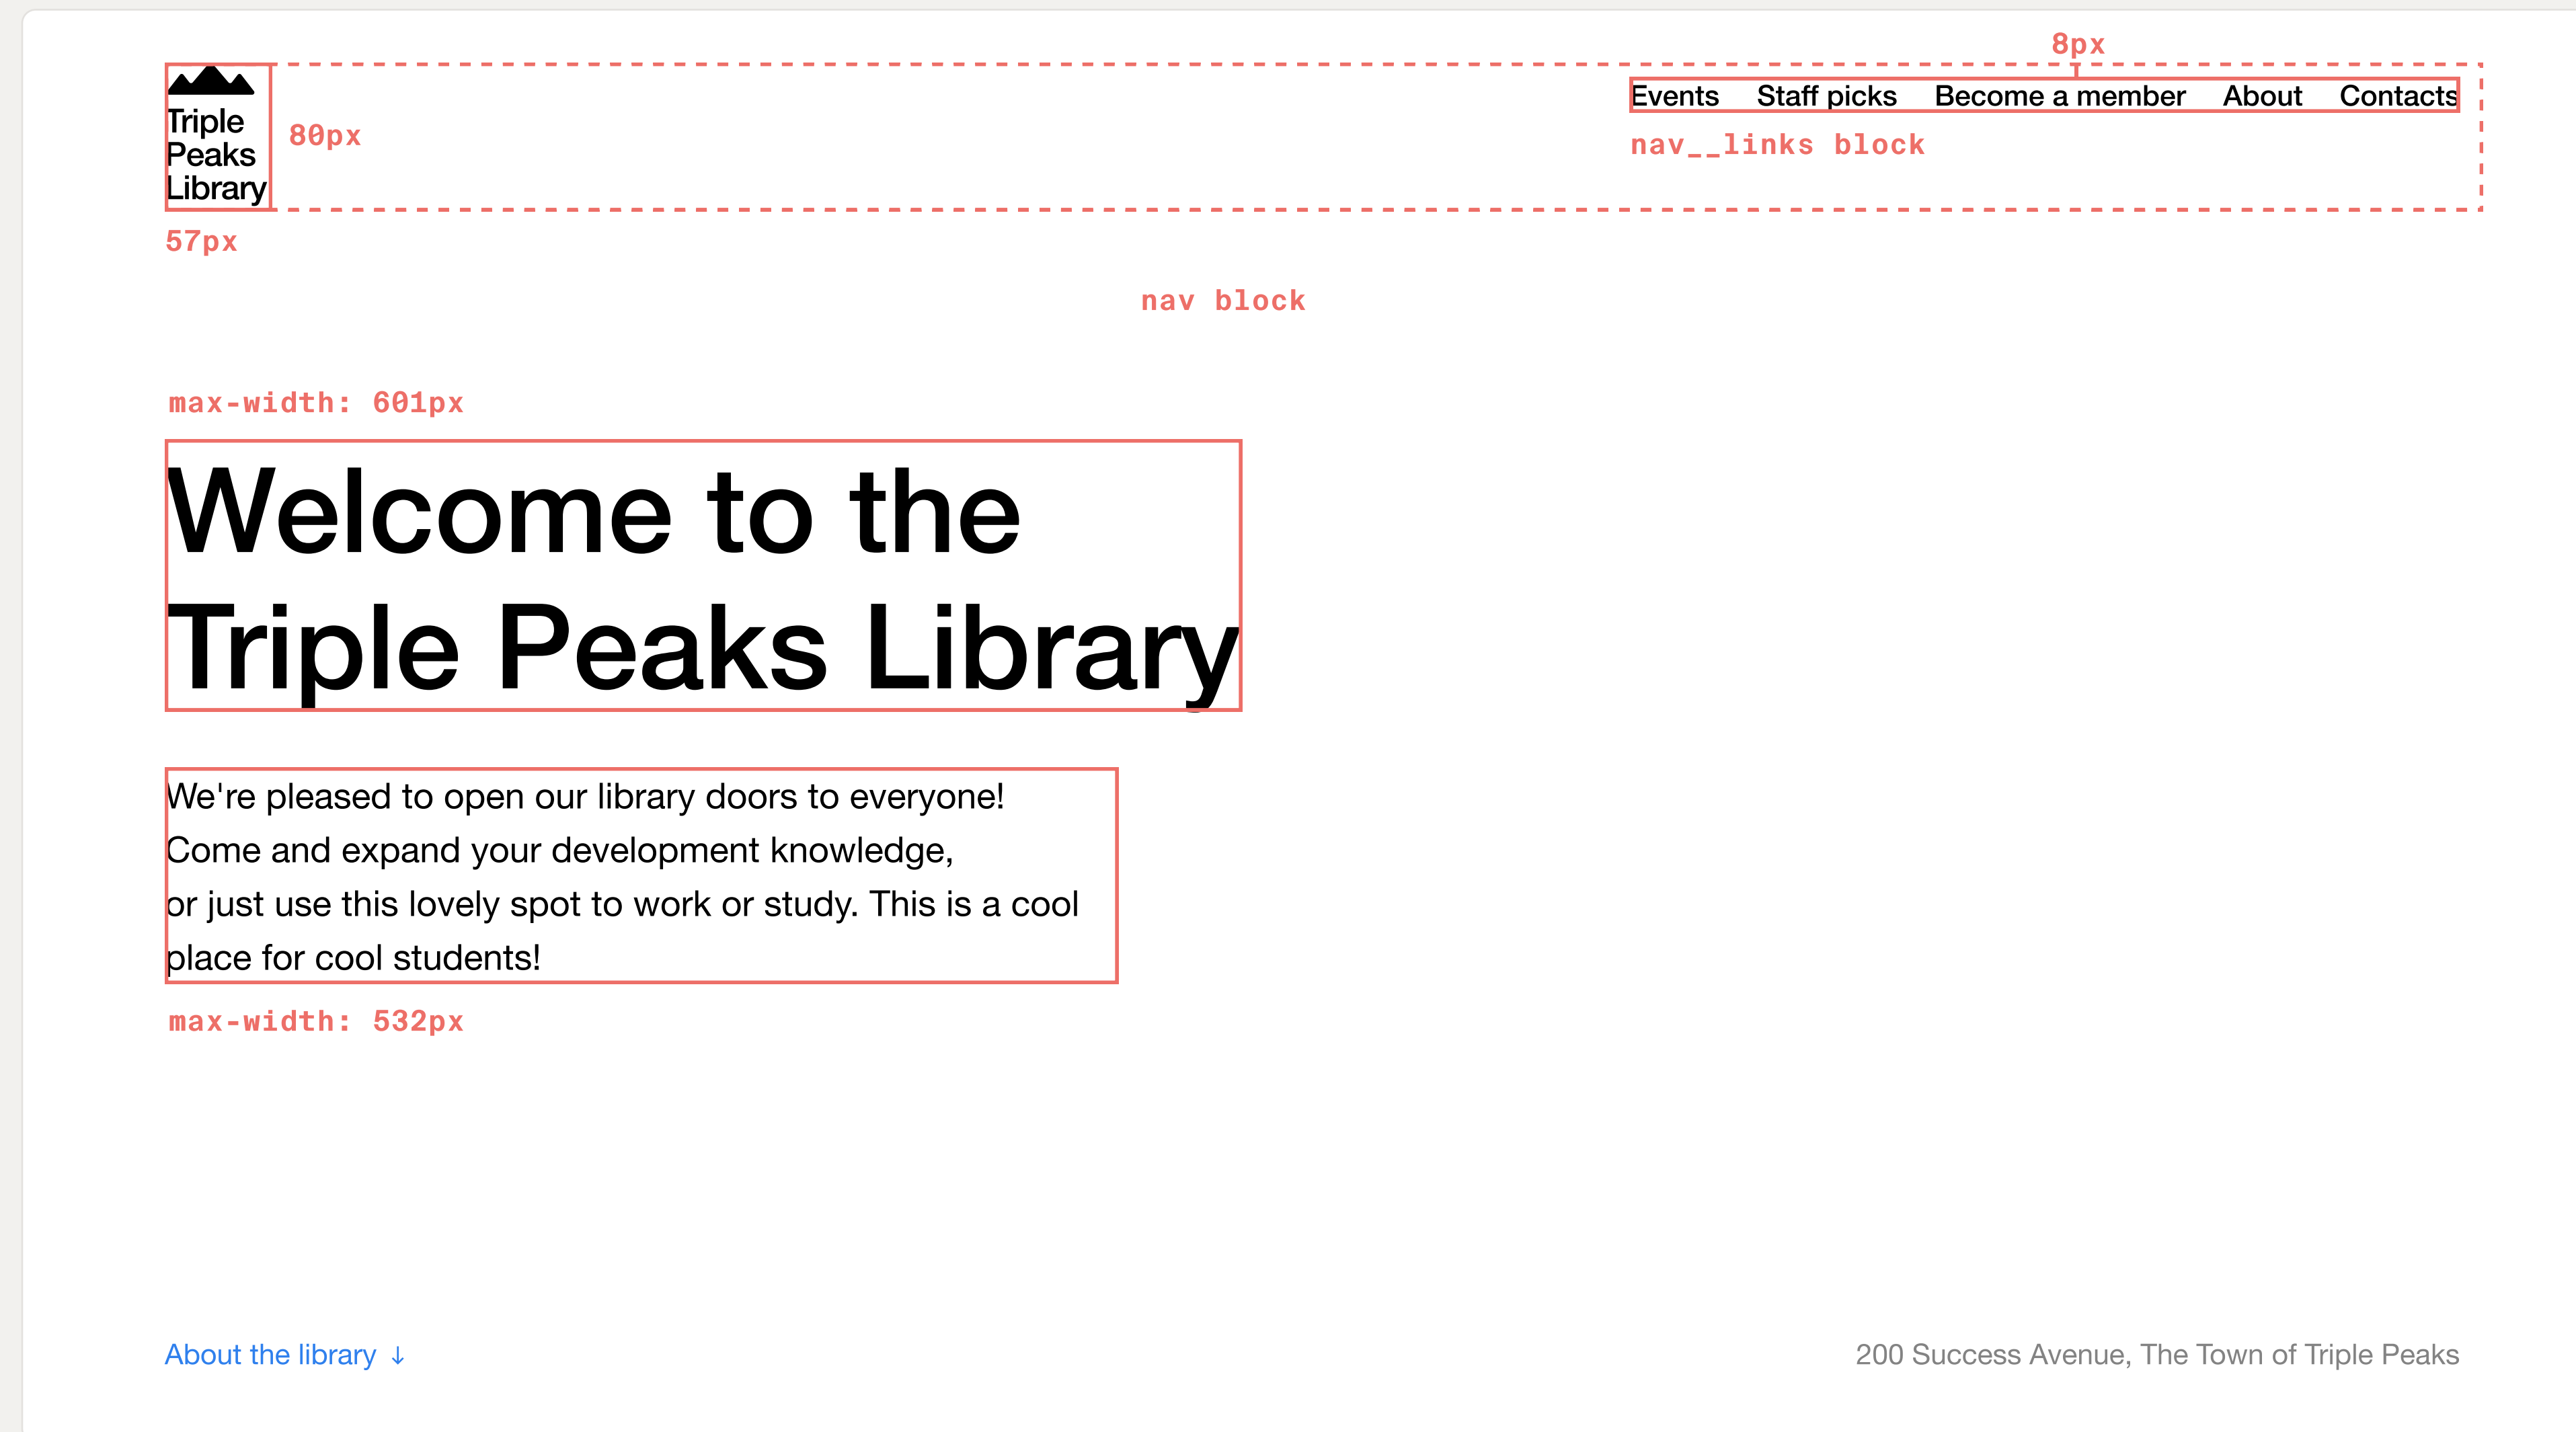 8px
Triple
Peaks
Library
80px
57px
Events Staff picks Become a member About Contacts
nav__links block
nav block
max-width: 601px
Welcome to the
Triple Peaks Library
We're pleased to open our library doors to everyone!
Come and expand your development knowledge,
or just use this lovely spot to work or study. This is a cool
place for cool students!
max-width: 532px
About the library ↓
200 Success Avenue, The Town of Triple Peaks